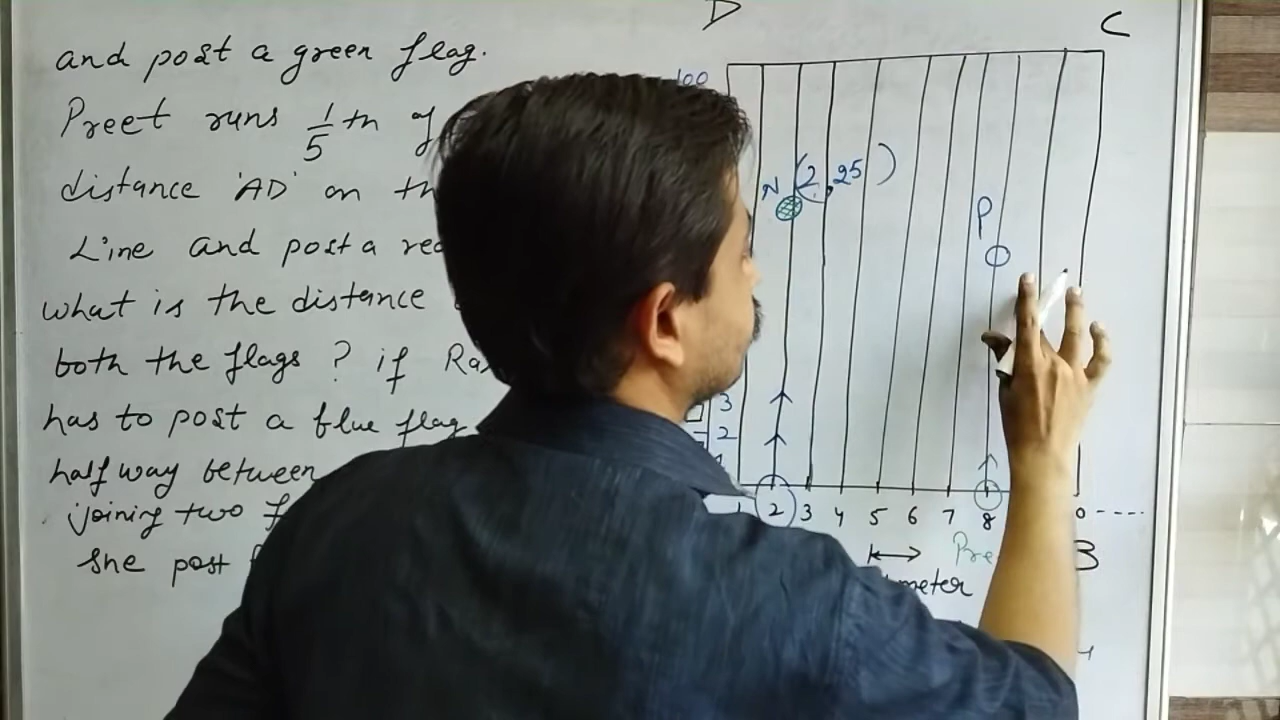 and post a green flag.
Preet runs 1/5 th of
distance 'AD' on th
Line and post a red
what is the distance
both the flags ? if Ras
has to post a blue flag
half way between
joining two f
She post
D
C
100
N (2, 25)
P
3
2
1 2 3 4 5 6 7 8 0 ----
Pre
B
meter